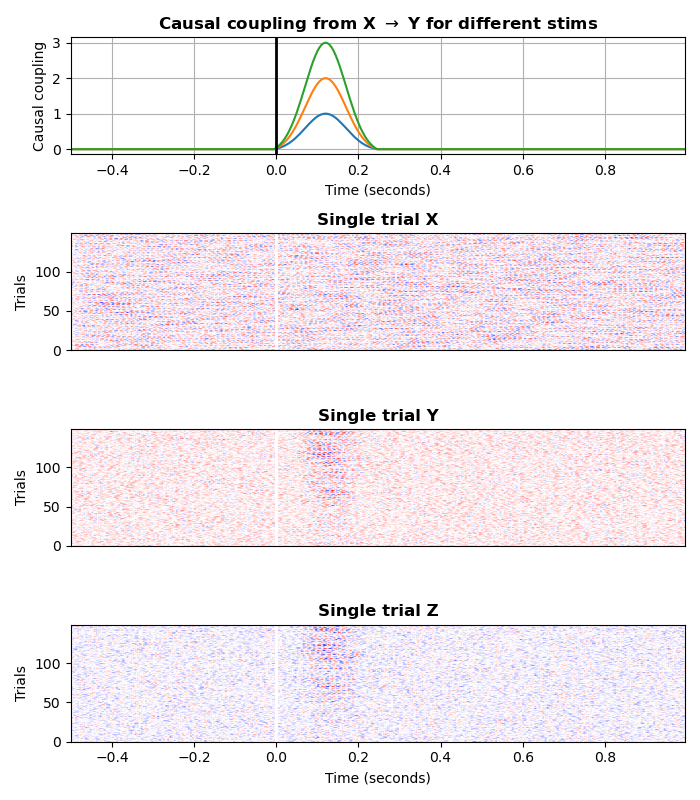 Causal coupling from X → Y for different stims
Causal coupling
3
2
1
0
−0.4 −0.2 0.0 0.2 0.4 0.6 0.8
Time (seconds)
Single trial X
Trials
100
50
0
Single trial Y
Trials
100
50
0
Single trial Z
Trials
100
50
0
−0.4 −0.2 0.0 0.2 0.4 0.6 0.8
Time (seconds)